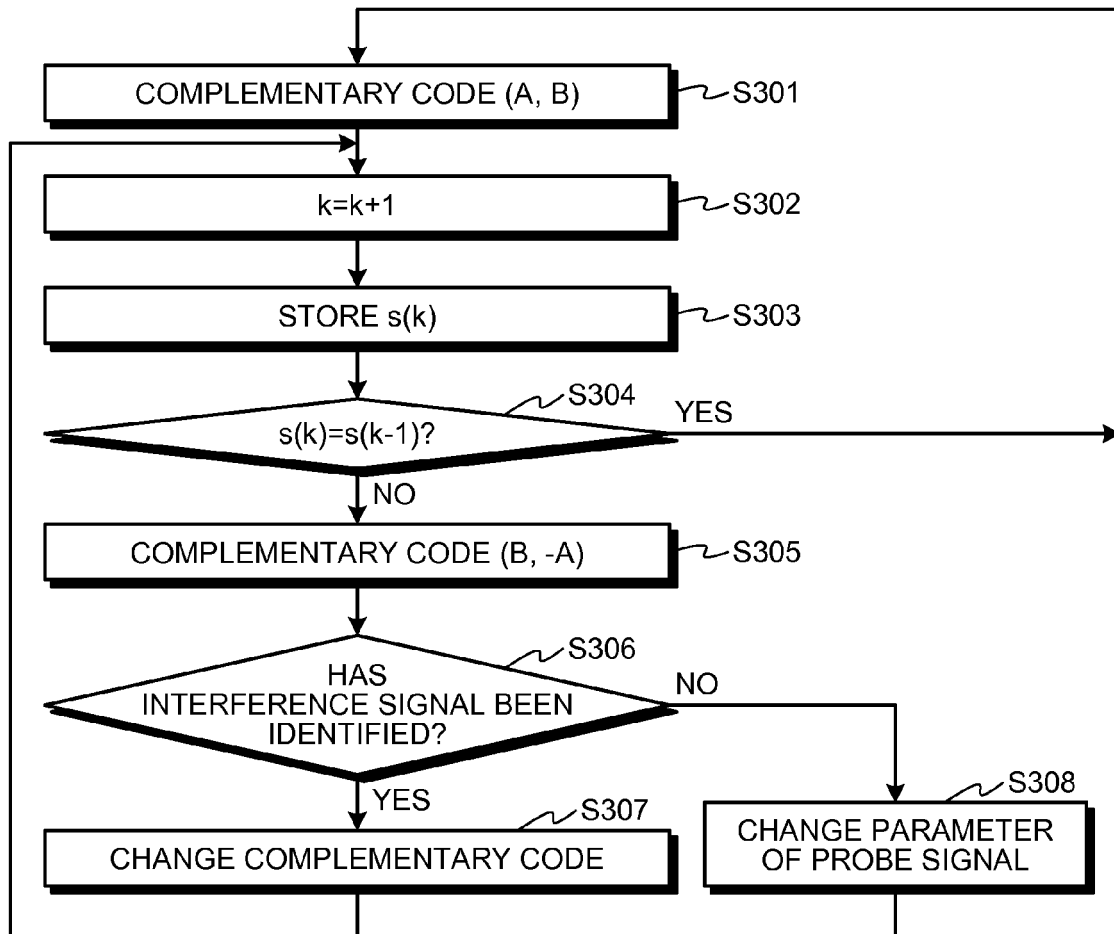 COMPLEMENTARY CODE (A, B)
S301
k=k+1
S302
STORE s(k)
S303
S304
s(k)=s(k-1)?
YES
NO
COMPLEMENTARY CODE (B, -A)
S305
S306
HAS
INTERFERENCE SIGNAL BEEN
IDENTIFIED?
NO
YES
S307
CHANGE COMPLEMENTARY CODE
S308
CHANGE PARAMETER
OF PROBE SIGNAL